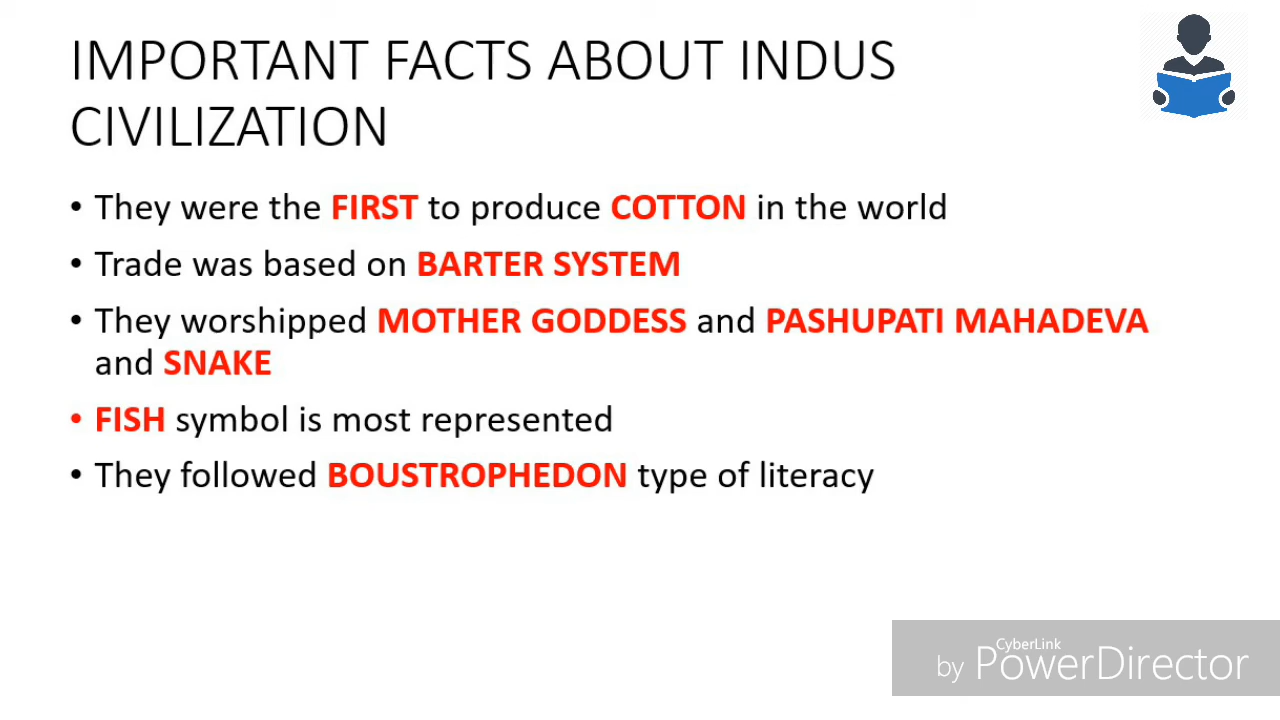 IMPORTANT FACTS ABOUT INDUS
CIVILIZATION
• They were the FIRST to produce COTTON in the world
• Trade was based on BARTER SYSTEM
• They worshipped MOTHER GODDESS and PASHUPATI MAHADEVA
and SNAKE
• FISH symbol is most represented
• They followed BOUSTROPHEDON type of literacy
CyberLink
by PowerDirector